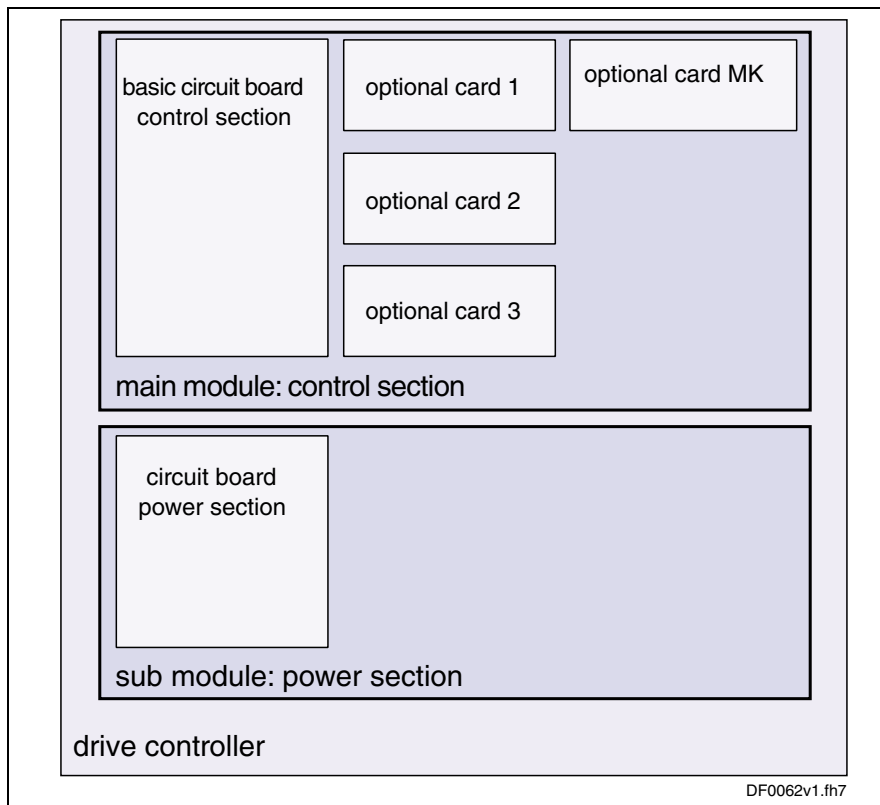 basic circuit board
control section
optional card 1
optional card MK
optional card 2
optional card 3
main module: control section
circuit board
power section
sub module: power section
drive controller
DF0062v1.fh7